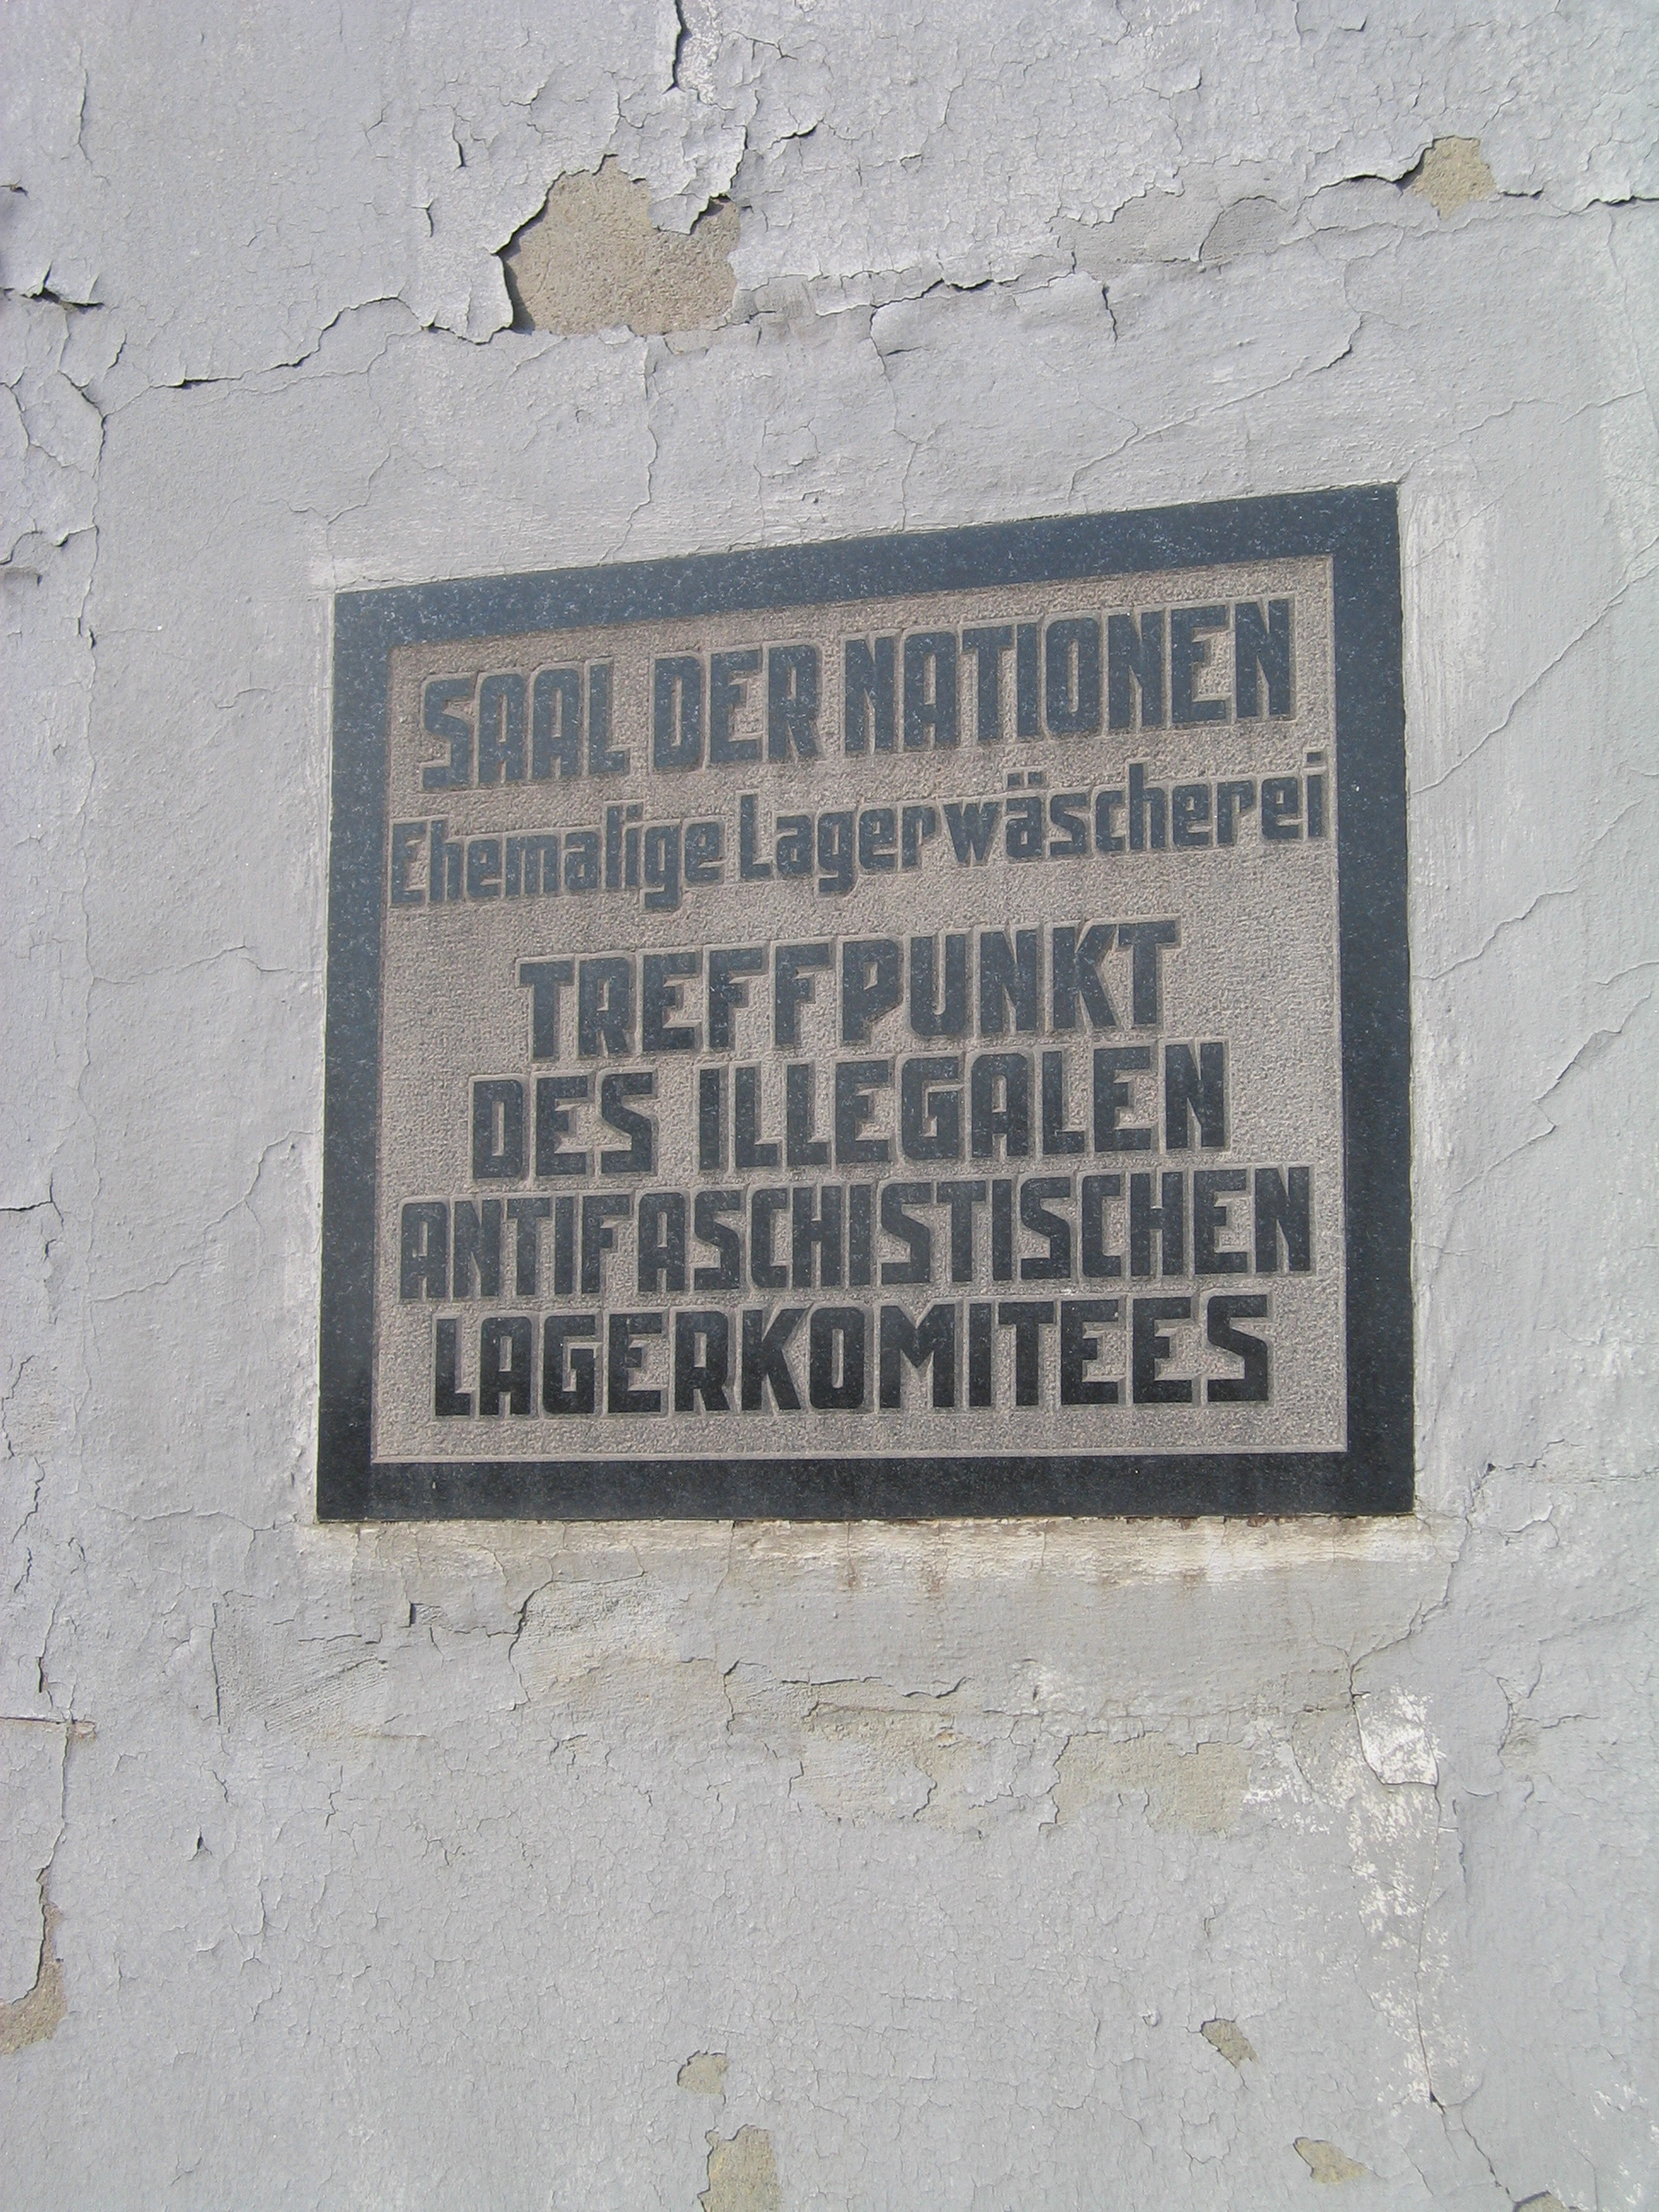 SAAL DER NATIONEN
Ehemalige Lagerwäscherei
TREFFPUNKT
DES ILLEGALEN
ANTIFASCHISTISCHEN
LAGERKOMITEES